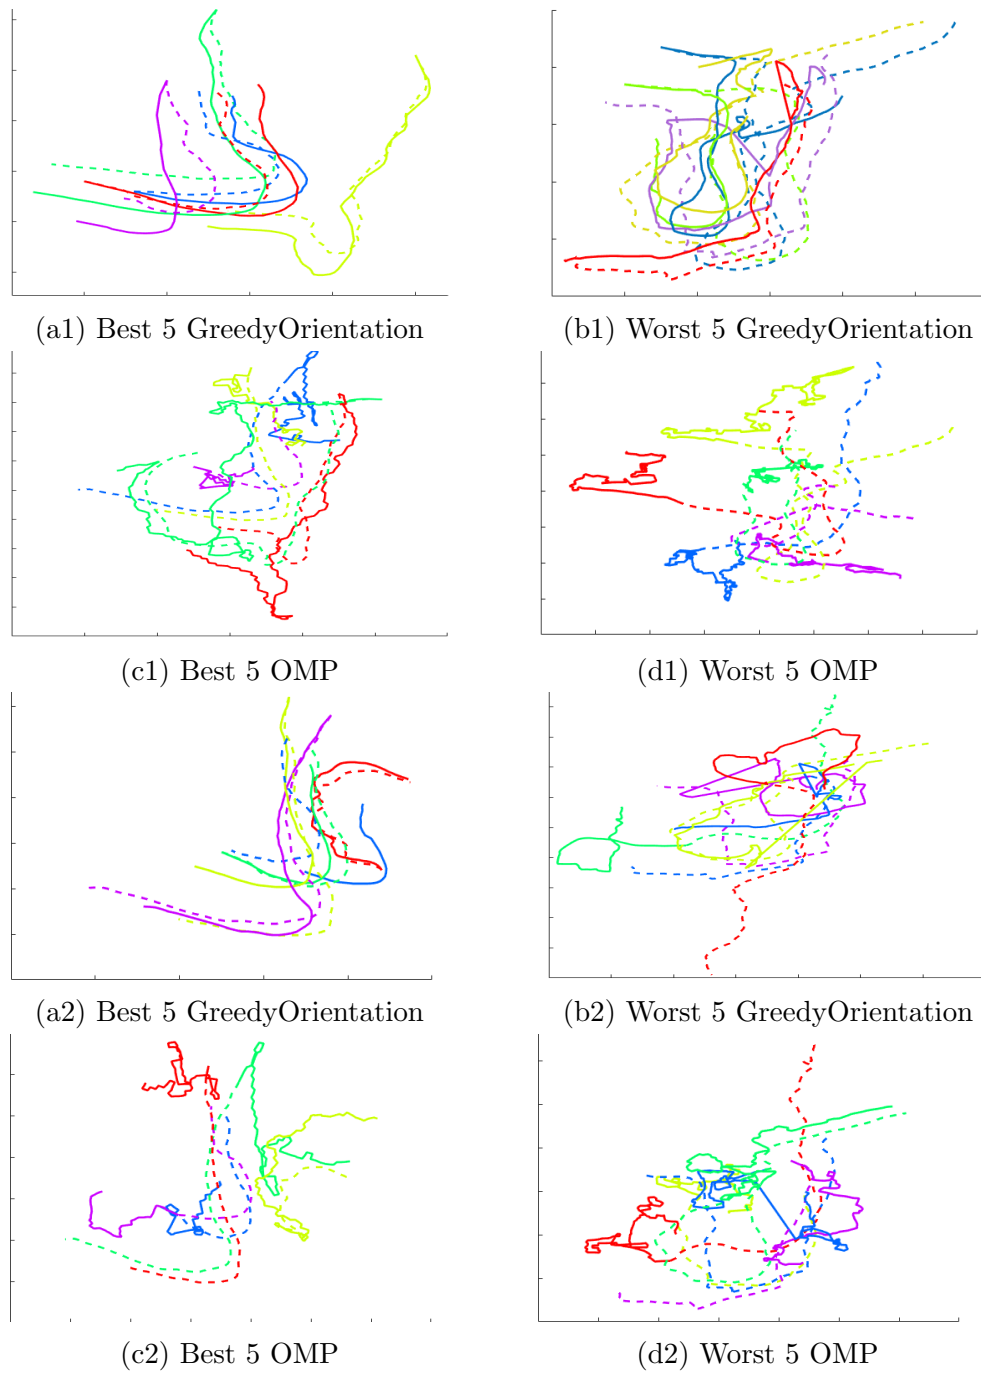 (a1) Best 5 GreedyOrientation
(b1) Worst 5 GreedyOrientation
(c1) Best 5 OMP
(d1) Worst 5 OMP
(a2) Best 5 GreedyOrientation
(b2) Worst 5 GreedyOrientation
(c2) Best 5 OMP
(d2) Worst 5 OMP